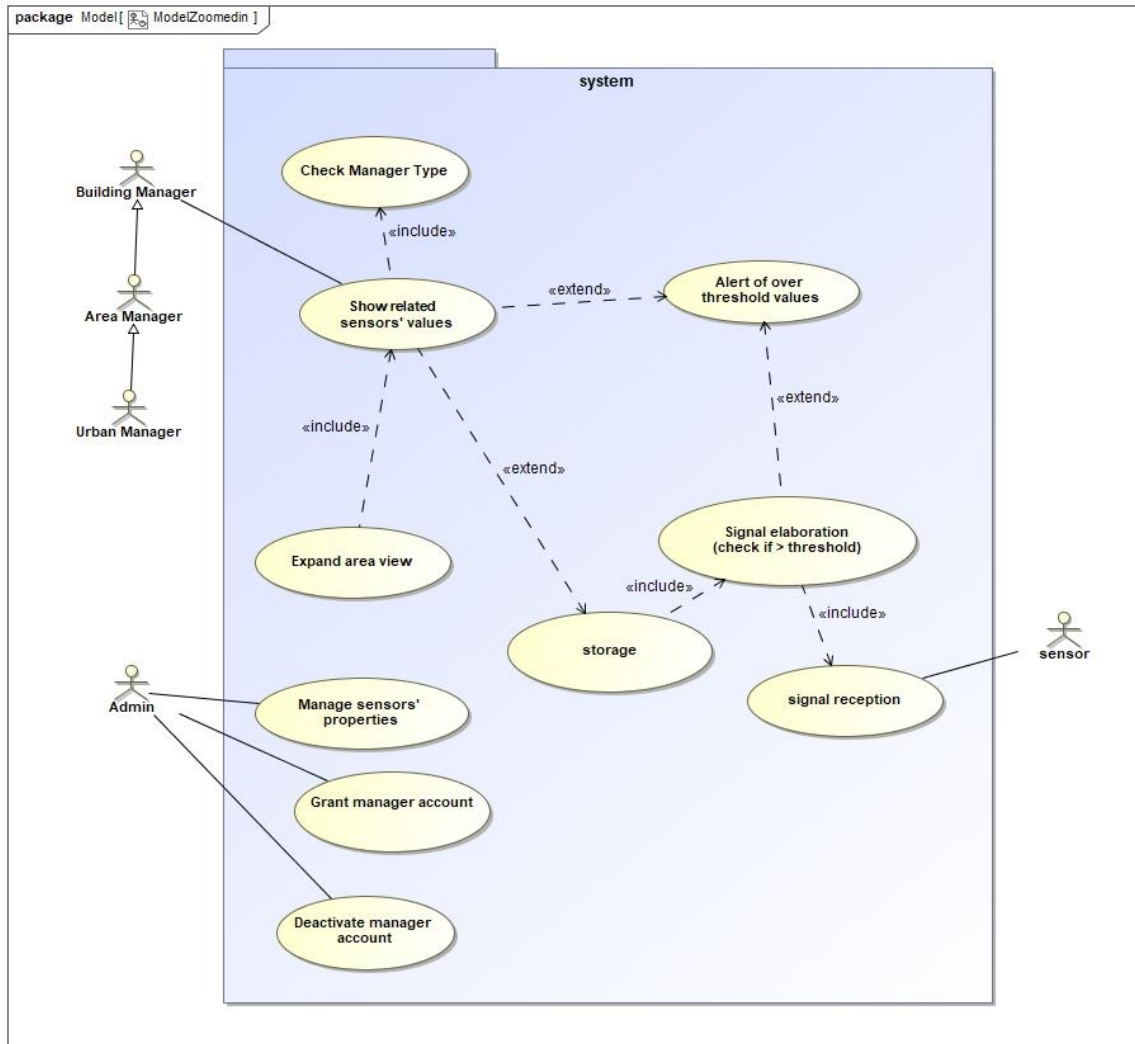 package Model [ ModelZoomedin ]
system
Check Manager Type
Building Manager
«include»
Alert of over
threshold values
«extend»
Show related
sensors' values
Area Manager
«extend»
«include»
Urban Manager
«extend»
Signal elaboration
(check if > threshold)
Expand area view
«include»
«include»
storage
sensor
signal reception
Admin
Manage sensors'
properties
Grant manager account
Deactivate manager
account